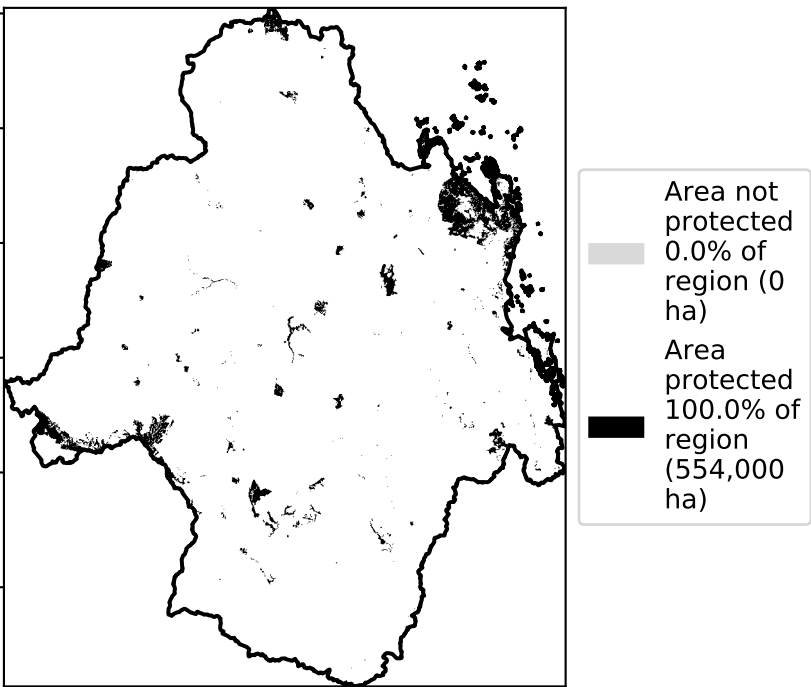 Area not
protected
0.0% of
region (0
ha)
Area
protected
100.0% of
region
(554,000
ha)